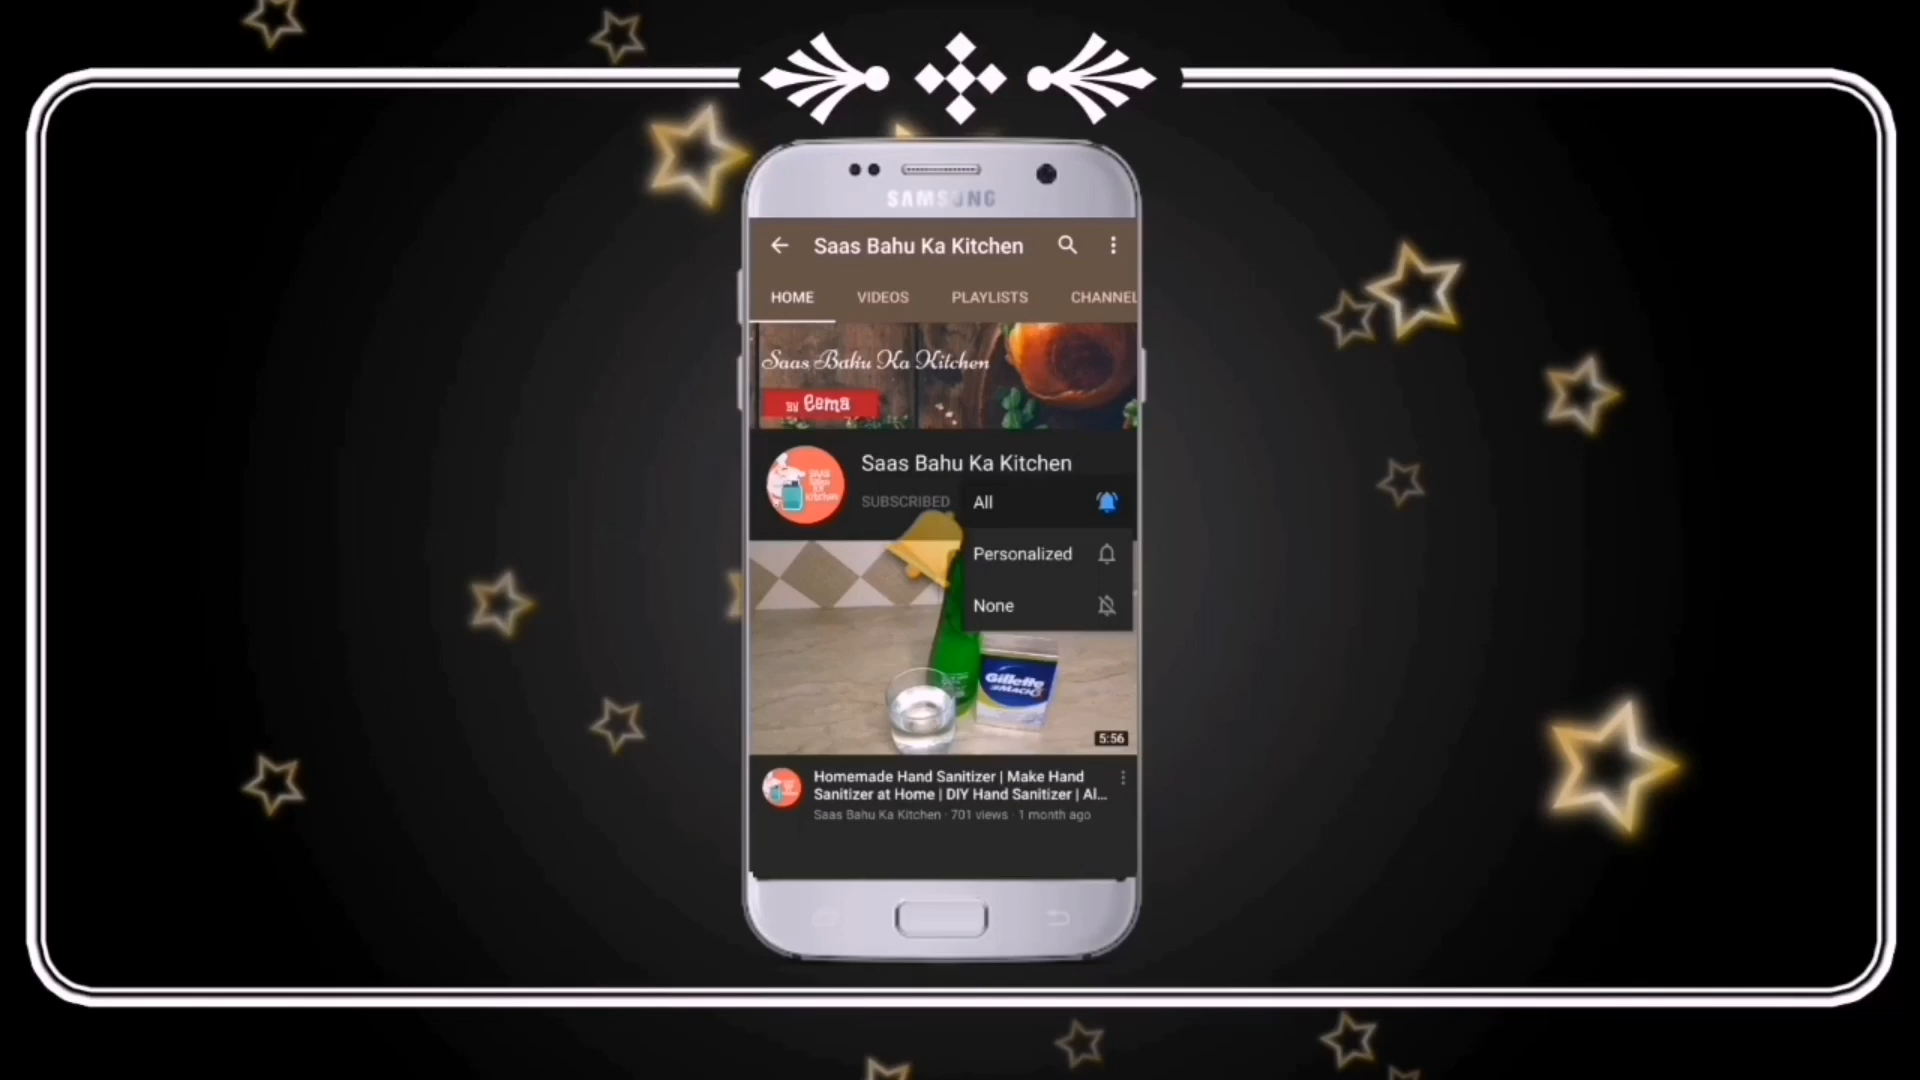 SAMSUNG
Saas Bahu Ka Kitchen
HOME VIDEOS PLAYLISTS CHANNEL
Saas Bahu Ka Kitchen
BY eema
Saas Bahu Ka Kitchen
SUBSCRIBED
All
Personalized
None
Gillette
MACH3
5:56
Homemade Hand Sanitizer | Make Hand
Sanitizer at Home | DIY Hand Sanitizer | Al...
Saas Bahu Ka Kitchen · 701 views · 1 month ago